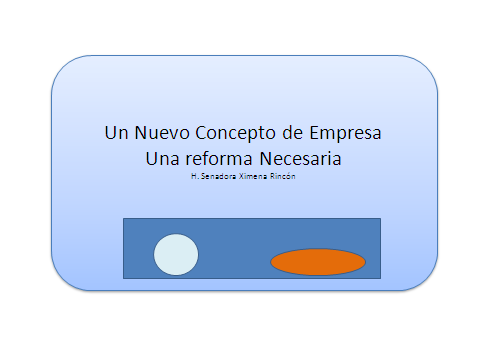 Un Nuevo Concepto de Empresa
Una reforma Necesaria
H. Senadora Ximena Rincón